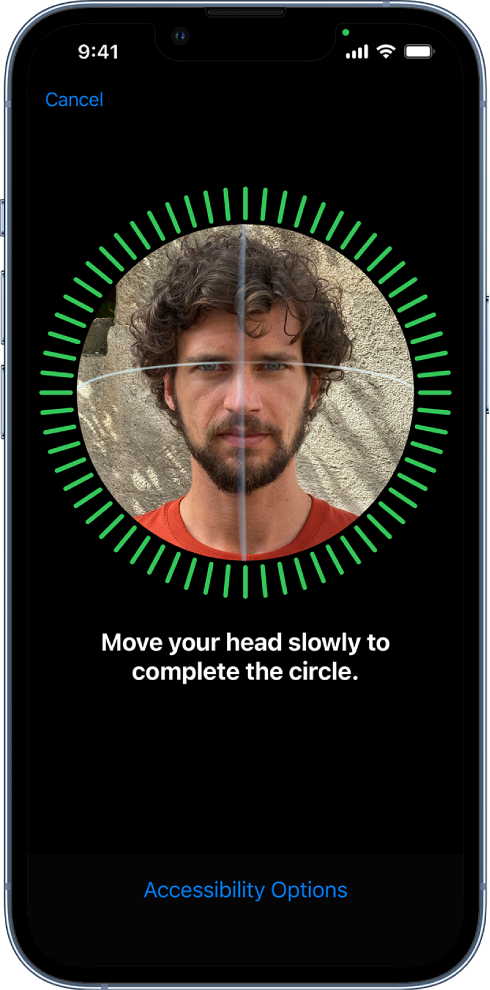 9:41
Cancel
Move your head slowly to
complete the circle.
Accessibility Options